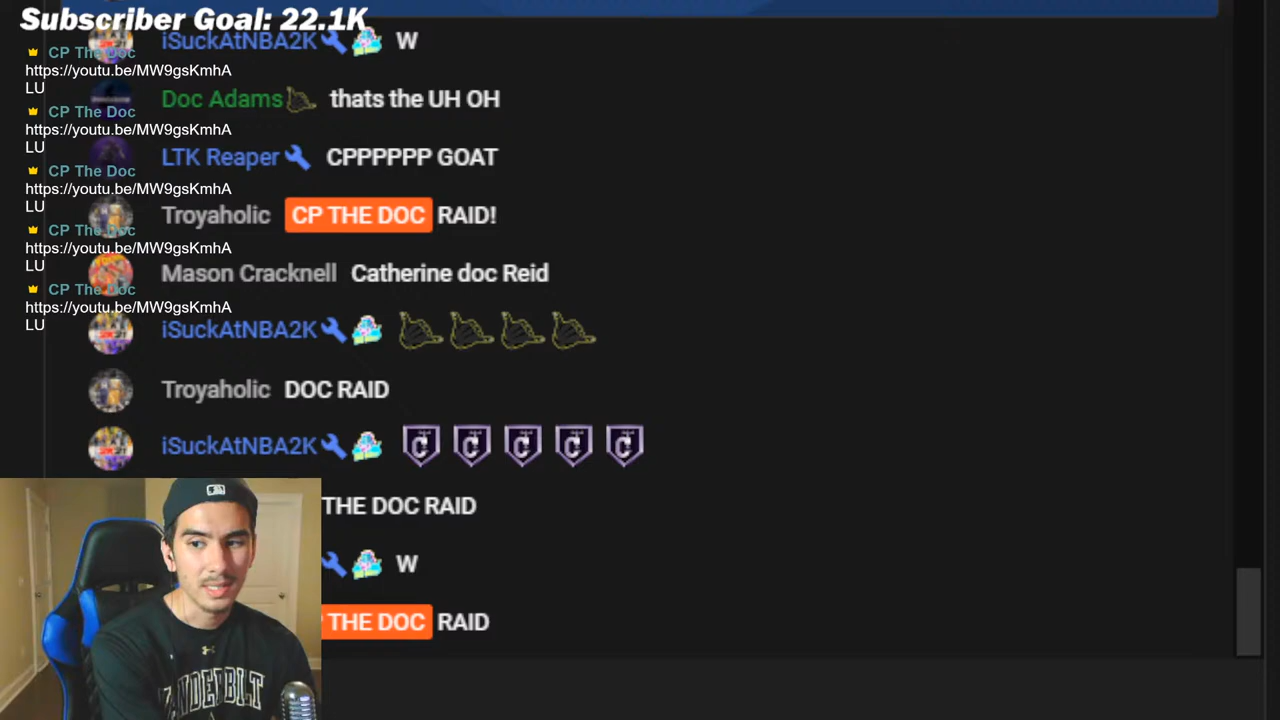 Subscriber Goal: 22.1K
CP The Doc
https://youtu.be/MW9gsKmhA
LU
CP The Doc
https://youtu.be/MW9gsKmhA
LU
CP The Doc
https://youtu.be/MW9gsKmhA
LU
CP The Doc
https://youtu.be/MW9gsKmhA
LU
CP The Doc
https://youtu.be/MW9gsKmhA
LU
iSuckAtNBA2K W
Doc Adams thats the UH OH
LTK Reaper CPPPPPP GOAT
Troyaholic CP THE DOC RAID!
Mason Cracknell Catherine doc Reid
iSuckAtNBA2K
Troyaholic DOC RAID
iSuckAtNBA2K C C C C C
THE DOC RAID
W
THE DOC RAID
VANDERBILT